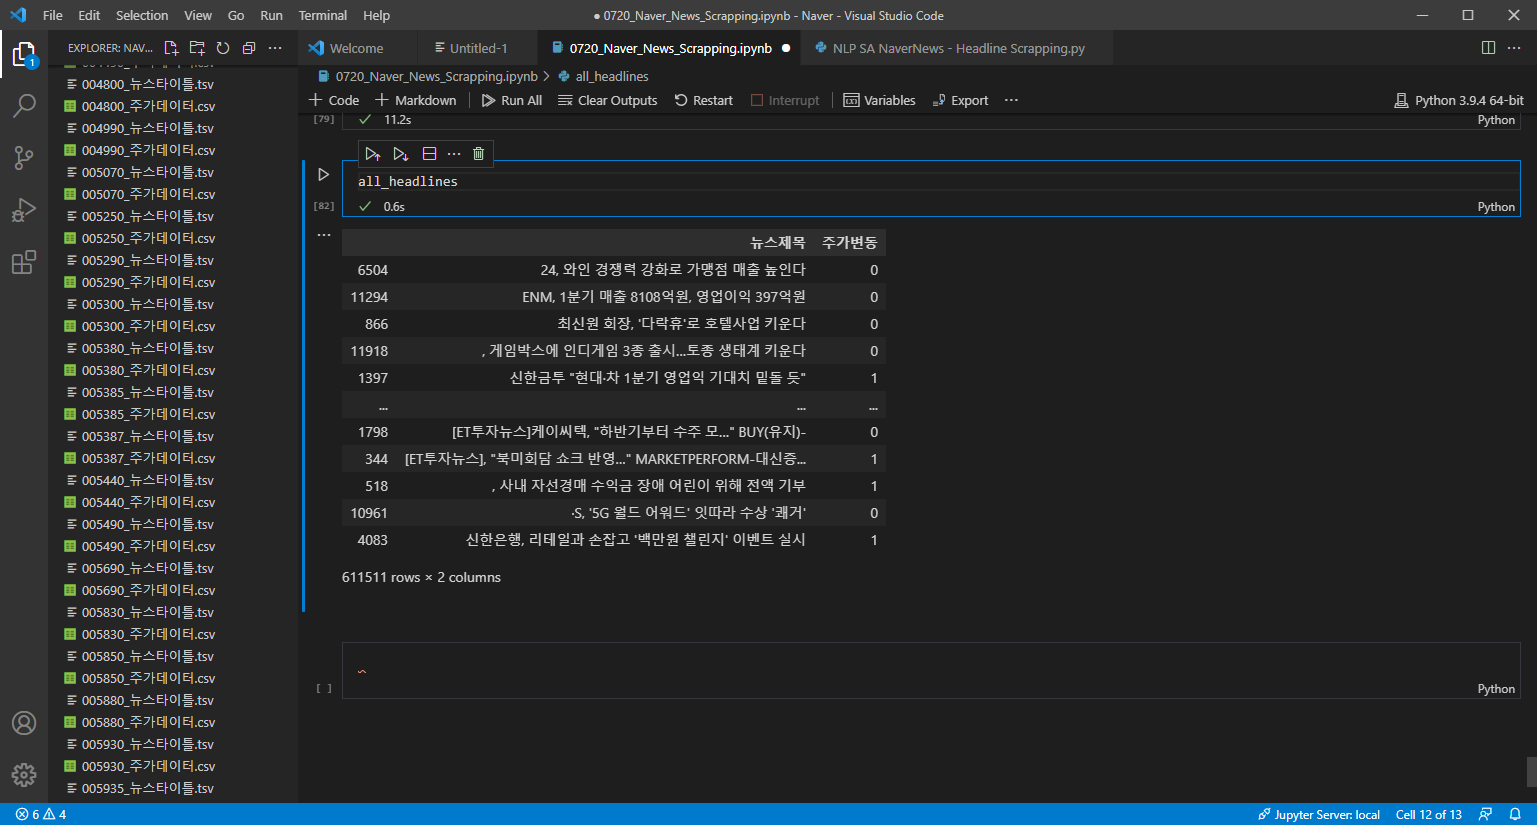 File Edit Selection View Go Run Terminal Help
● 0720_Naver_News_Scrapping.ipynb - Naver - Visual Studio Code
EXPLORER: NAV...
Welcome
Untitled-1
0720_Naver_News_Scrapping.ipynb
NLP SA NaverNews - Headline Scrapping.py
0720_Naver_News_Scrapping.ipynb > all_headlines
Code
Markdown
Run All
Clear Outputs
Restart
Interrupt
Variables
Export
Python 3.9.4 64-bit
1
004800_뉴스타이틀.tsv
004800_주가데이터.csv
004990_뉴스타이틀.tsv
004990_주가데이터.csv
005070_뉴스타이틀.tsv
005070_주가데이터.csv
005250_뉴스타이틀.tsv
005250_주가데이터.csv
005290_뉴스타이틀.tsv
005290_주가데이터.csv
005300_뉴스타이틀.tsv
005300_주가데이터.csv
005380_뉴스타이틀.tsv
005380_주가데이터.csv
005385_뉴스타이틀.tsv
005385_주가데이터.csv
005387_뉴스타이틀.tsv
005387_주가데이터.csv
005440_뉴스타이틀.tsv
005440_주가데이터.csv
005490_뉴스타이틀.tsv
005490_주가데이터.csv
005690_뉴스타이틀.tsv
005690_주가데이터.csv
005830_뉴스타이틀.tsv
005830_주가데이터.csv
005850_뉴스타이틀.tsv
005850_주가데이터.csv
005880_뉴스타이틀.tsv
005880_주가데이터.csv
005930_뉴스타이틀.tsv
005930_주가데이터.csv
005935_뉴스타이틀.tsv
[79] 11.2s Python
all_headlines
[82] 0.6s Python
뉴스제목 주가변동
6504 24, 와인 경쟁력 강화로 가맹점 매출 높인다 0
11294 ENM, 1분기 매출 8108억원, 영업이익 397억원 0
866 최신원 회장, '다락휴'로 호텔사업 키운다 0
11918 , 게임박스에 인디게임 3종 출시...토종 생태계 키운다 0
1397 신한금투 "현대·차 1분기 영업익 기대치 밑돌 듯" 1
... ... ...
1798 [ET투자뉴스]케이씨텍, "하반기부터 수주 모..." BUY(유지)- 0
344 [ET투자뉴스], "북미회담 쇼크 반영..." MARKETPERFORM-대신증... 1
518 , 사내 자선경매 수익금 장애 어린이 위해 전액 기부 1
10961 ·S, '5G 월드 어워드' 잇따라 수상 '쾌거' 0
4083 신한은행, 리테일과 손잡고 '백만원 챌린지' 이벤트 실시 1
611511 rows × 2 columns
[ ] Python
6 4
Jupyter Server: local
Cell 12 of 13